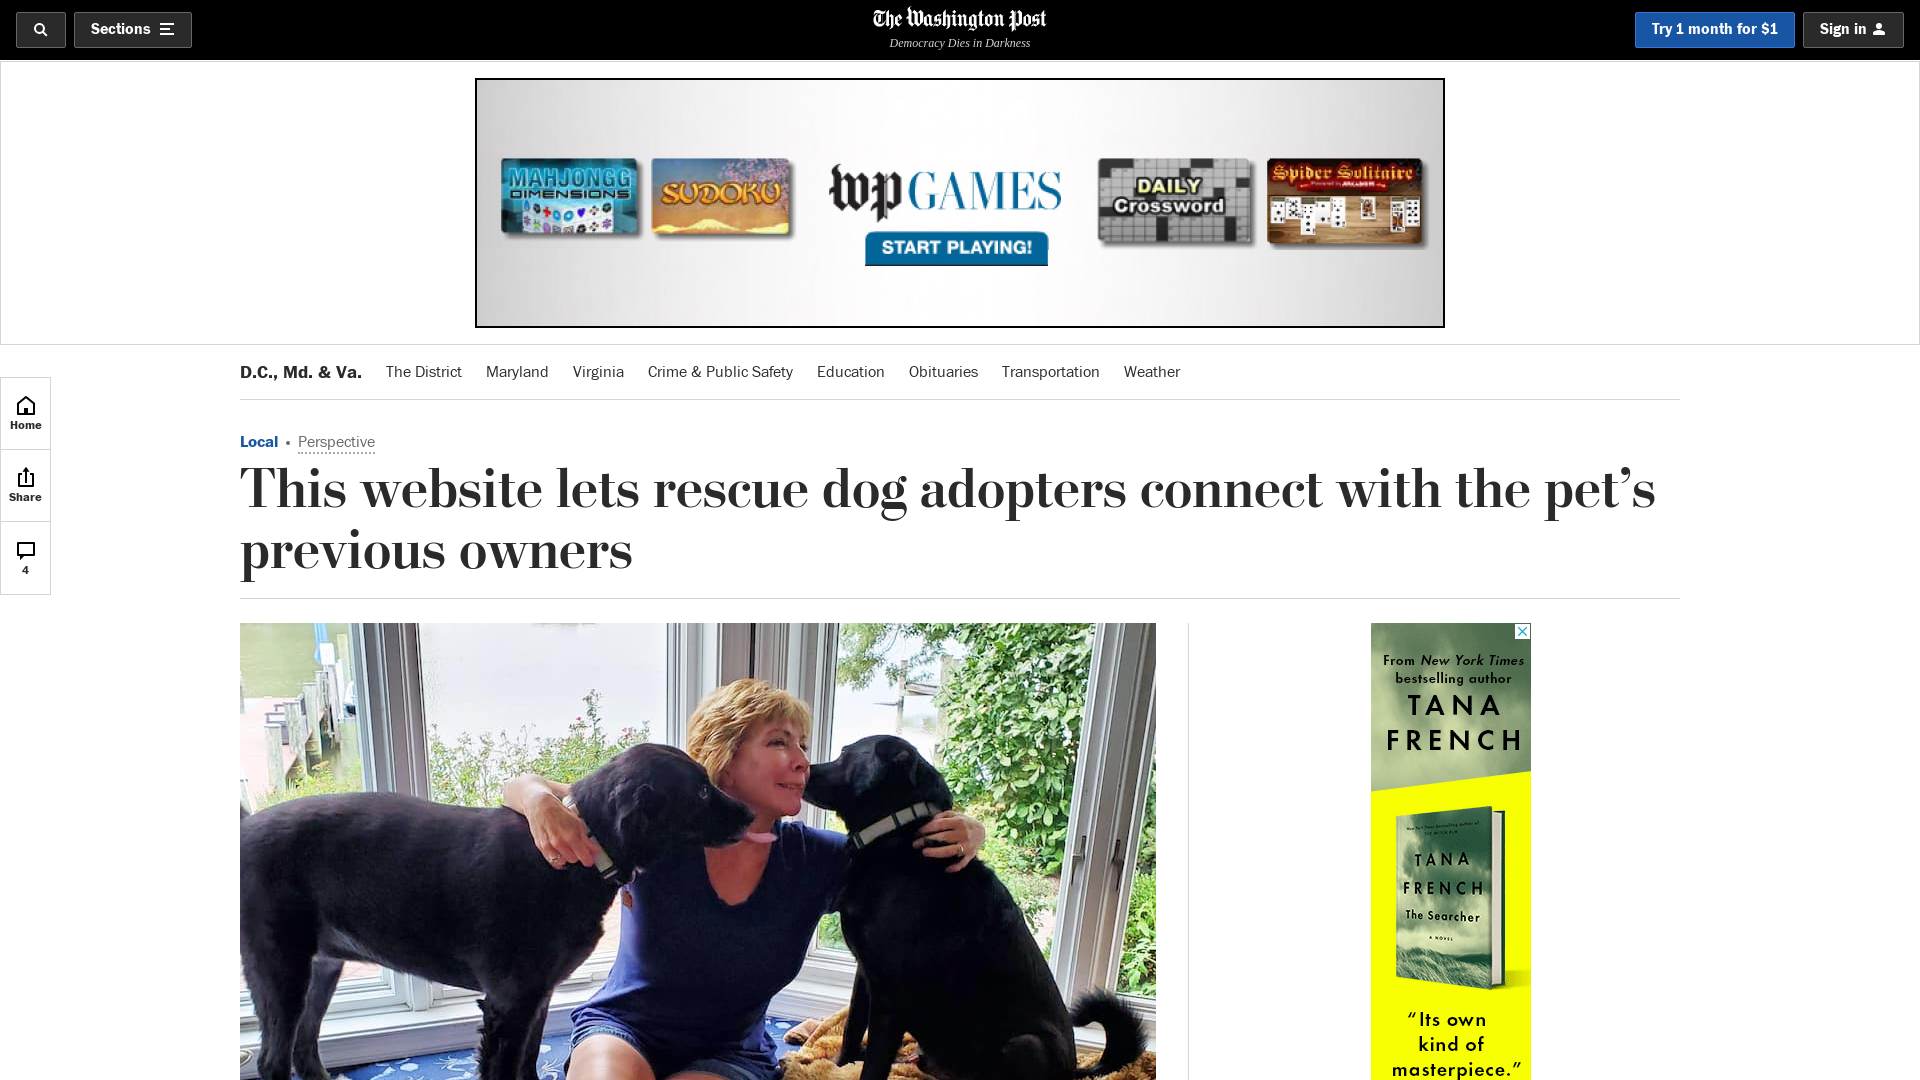 Sections
The Washington Post
Democracy Dies in Darkness
Try 1 month for $1
Sign in
MAHJONGG
DIMENSIONS
SUDOKU
wp GAMES
START PLAYING!
DAILY
Crossword
Spider Solitaire
D.C., Md. & Va.
The District
Maryland
Virginia
Crime & Public Safety
Education
Obituaries
Transportation
Weather
Home
Share
4
Local • Perspective
This website lets rescue dog adopters connect with the pet’s
previous owners
From New York Times
bestselling author
TANA
FRENCH
TANA
FRENCH
The Searcher
A NOVEL
“Its own
kind of
masterpiece.”